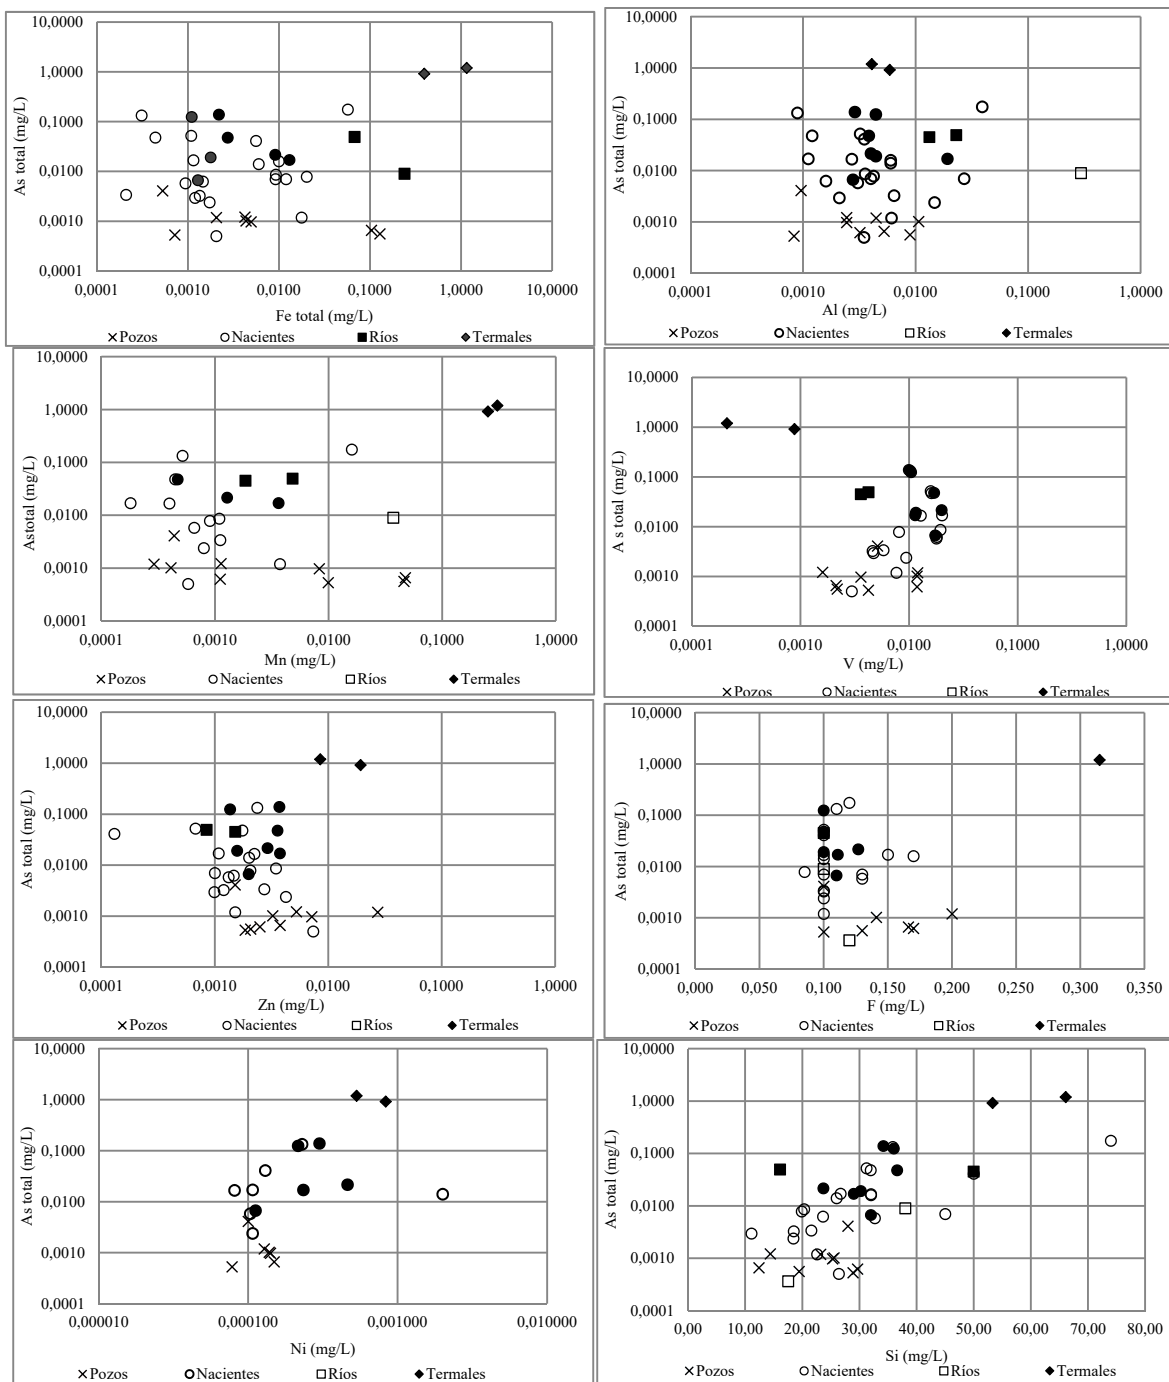 10,0000
1,0000
0,1000
0,0100
0,0010
0,0001
As total (mg/L)
0,0001 0,0010 0,0100 0,1000 1,0000 10,0000
Fe total (mg/L)
Pozos Nacientes Ríos Termales
10,0000
1,0000
0,1000
0,0100
0,0010
0,0001
As total (mg/L)
0,0001 0,0010 0,0100 0,1000 1,0000
Al (mg/L)
Pozos Nacientes Ríos Termales
10,0000
1,0000
0,1000
0,0100
0,0010
0,0001
Astotal (mg/L)
0,0001 0,0010 0,0100 0,1000 1,0000
Mn (mg/L)
Pozos Nacientes Ríos Termales
10,0000
1,0000
0,1000
0,0100
0,0010
0,0001
A s total (mg/L)
0,0001 0,0010 0,0100 0,1000 1,0000
V (mg/L)
Pozos Nacientes Ríos Termales
10,0000
1,0000
0,1000
0,0100
0,0010
0,0001
As total (mg/L)
0,0001 0,0010 0,0100 0,1000 1,0000
Zn (mg/L)
Pozos Nacientes Ríos Termales
10,0000
1,0000
0,1000
0,0100
0,0010
0,0001
As total (mg/L)
0,000 0,050 0,100 0,150 0,200 0,250 0,300 0,350
F (mg/L)
Pozos Nacientes Ríos Termales
10,0000
1,0000
0,1000
0,0100
0,0010
0,0001
As total (mg/L)
0,000010 0,000100 0,001000 0,010000
Ni (mg/L)
Pozos Nacientes Ríos Termales
10,0000
1,0000
0,1000
0,0100
0,0010
0,0001
As total (mg/L)
0,00 10,00 20,00 30,00 40,00 50,00 60,00 70,00 80,00
Si (mg/L)
Pozos Nacientes Ríos Termales